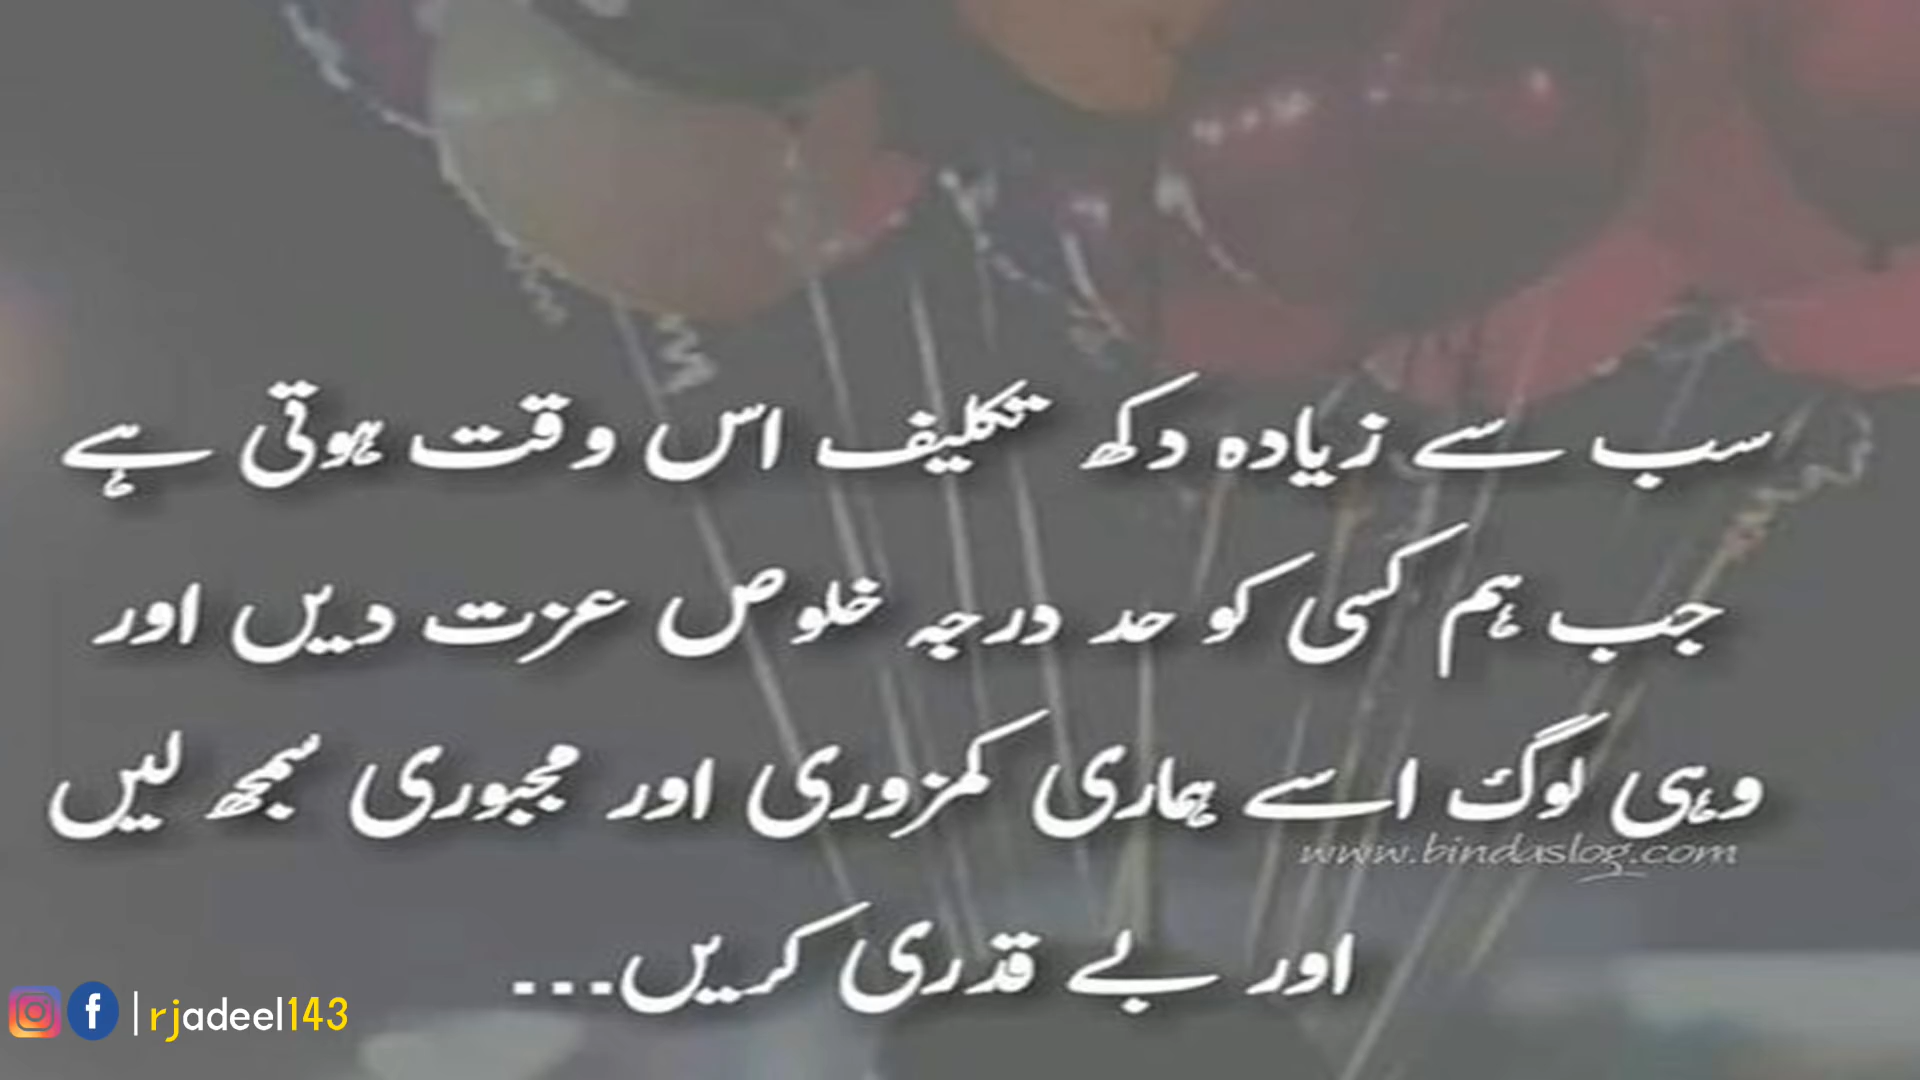 سب سے زیادہ دکھ تکلیف اس وقت ہوتی ہے
جب ہم کسی کو حد درجہ خلوص عزت دیں اور
وہی لوگ اسے ہماری کمزوری اور مجبوری سمجھ لیں
www.bindaslog.com
اور بے قدری کریں...
|rjadeel143